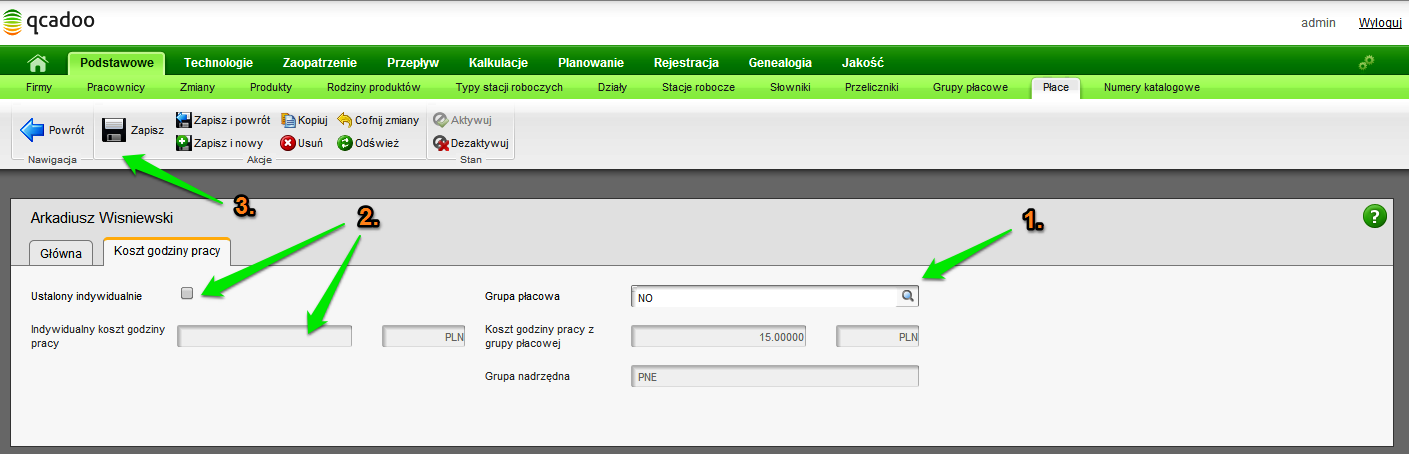 qcadoo
admin Wyloguj
Podstawowe Technologie Zaopatrzenie Przepływ Kalkulacje Planowanie Rejestracja Genealogia Jakość
Firmy Pracownicy Zmiany Produkty Rodziny produktów Typy stacji roboczych Działy Stacje robocze Słowniki Przeliczniki Grupy płacowe Płace Numery katalogowe
Powrót Zapisz Zapisz i powrót Kopiuj Cofnij zmiany Aktywuj
Zapisz i nowy Usuń Odśwież Dezaktywuj
Nawigacja Akcje Stan
3. 2. 1.
Arkadiusz Wisniewski ?
Główna Koszt godziny pracy
Ustalony indywidualnie Grupa płacowa NO
Indywidualny koszt godziny PLN Koszt godziny pracy z 15.00000 PLN
pracy grupy płacowej
Grupa nadrzędna PNE